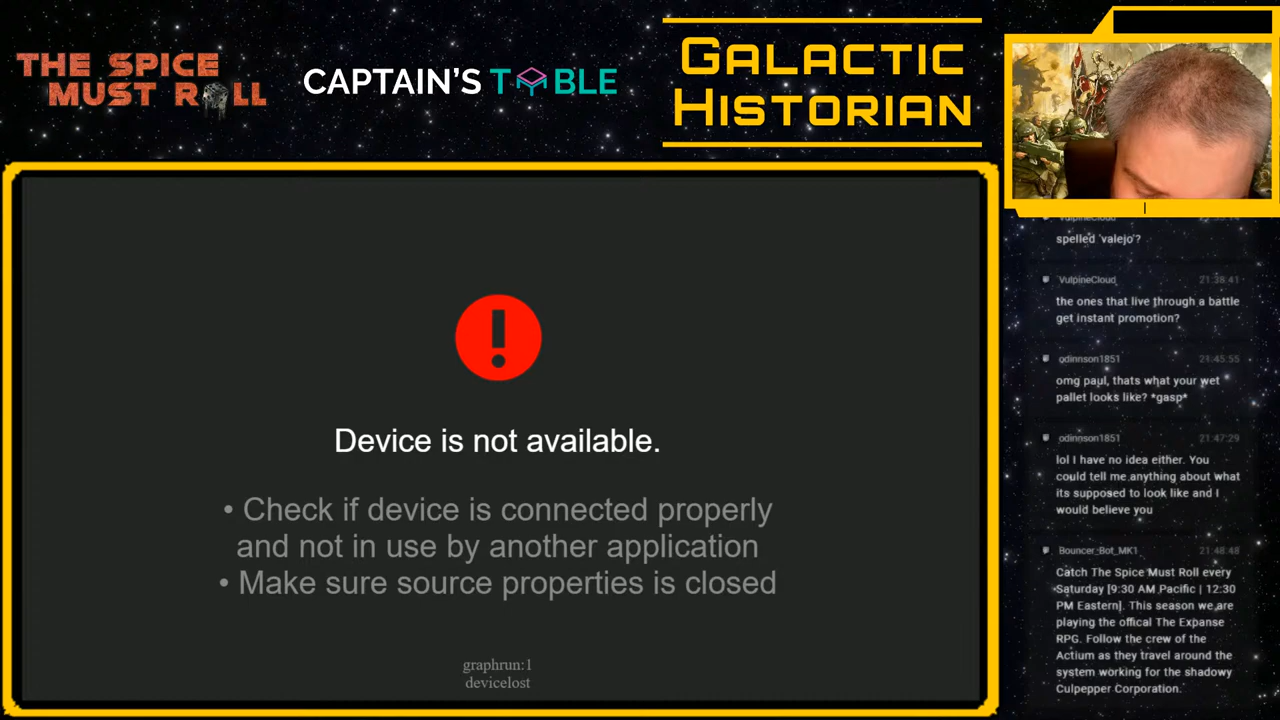 THE SPICE
MUST ROLL
CAPTAIN'S TABLE
GALACTIC
HISTORIAN
VulpineCloud
spelled 'valejo'?
VulpineCloud 21:38:41
the ones that live through a battle
get instant promotion?
odinnson1851 21:45:55
omg paul, thats what your wet
pallet looks like? *gasp*
odinnson1851 21:47:29
lol I have no idea either. You
could tell me anything about what
its supposed to look like and I
would believe you
Bouncer_Bot_MK1 21:48:48
Catch The Spice Must Roll every
Saturday [9:30 AM Pacific | 12:30
PM Eastern]. This season we are
playing the offical The Expanse
RPG. Follow the crew of the
Actium as they travel around the
system working for the shadowy
Culpepper Corporation.
Device is not available.
• Check if device is connected properly
and not in use by another application
• Make sure source properties is closed
graphrun:1
devicelost